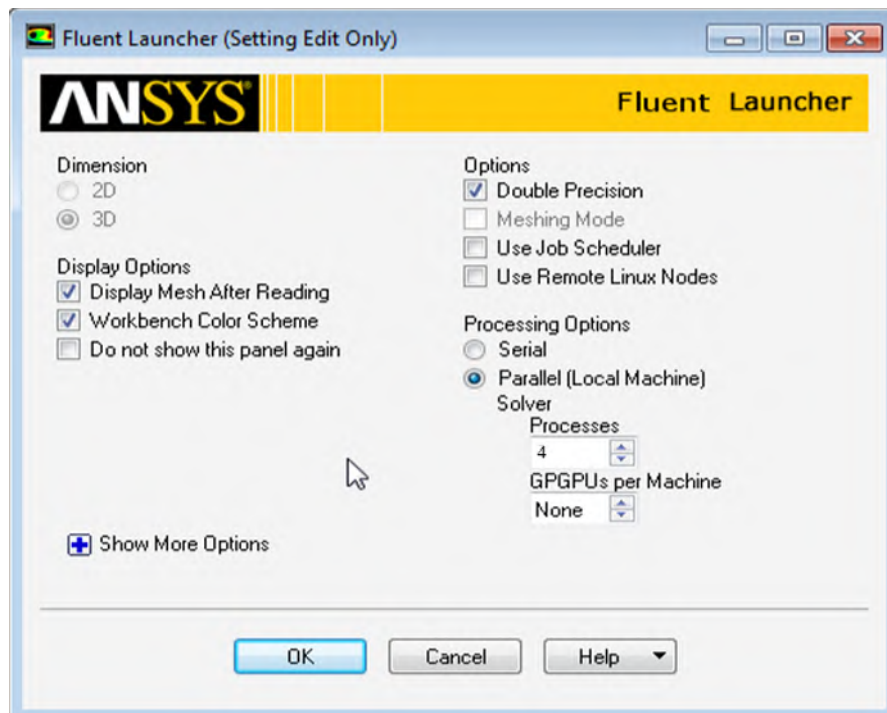 Fluent Launcher (Setting Edit Only)
ANSYS®
Fluent Launcher
Dimension
2D
3D
Display Options
Display Mesh After Reading
Workbench Color Scheme
Do not show this panel again
Show More Options
Options
Double Precision
Meshing Mode
Use Job Scheduler
Use Remote Linux Nodes
Processing Options
Serial
Parallel (Local Machine)
Solver
Processes
4
GPGPUs per Machine
None
OK
Cancel
Help